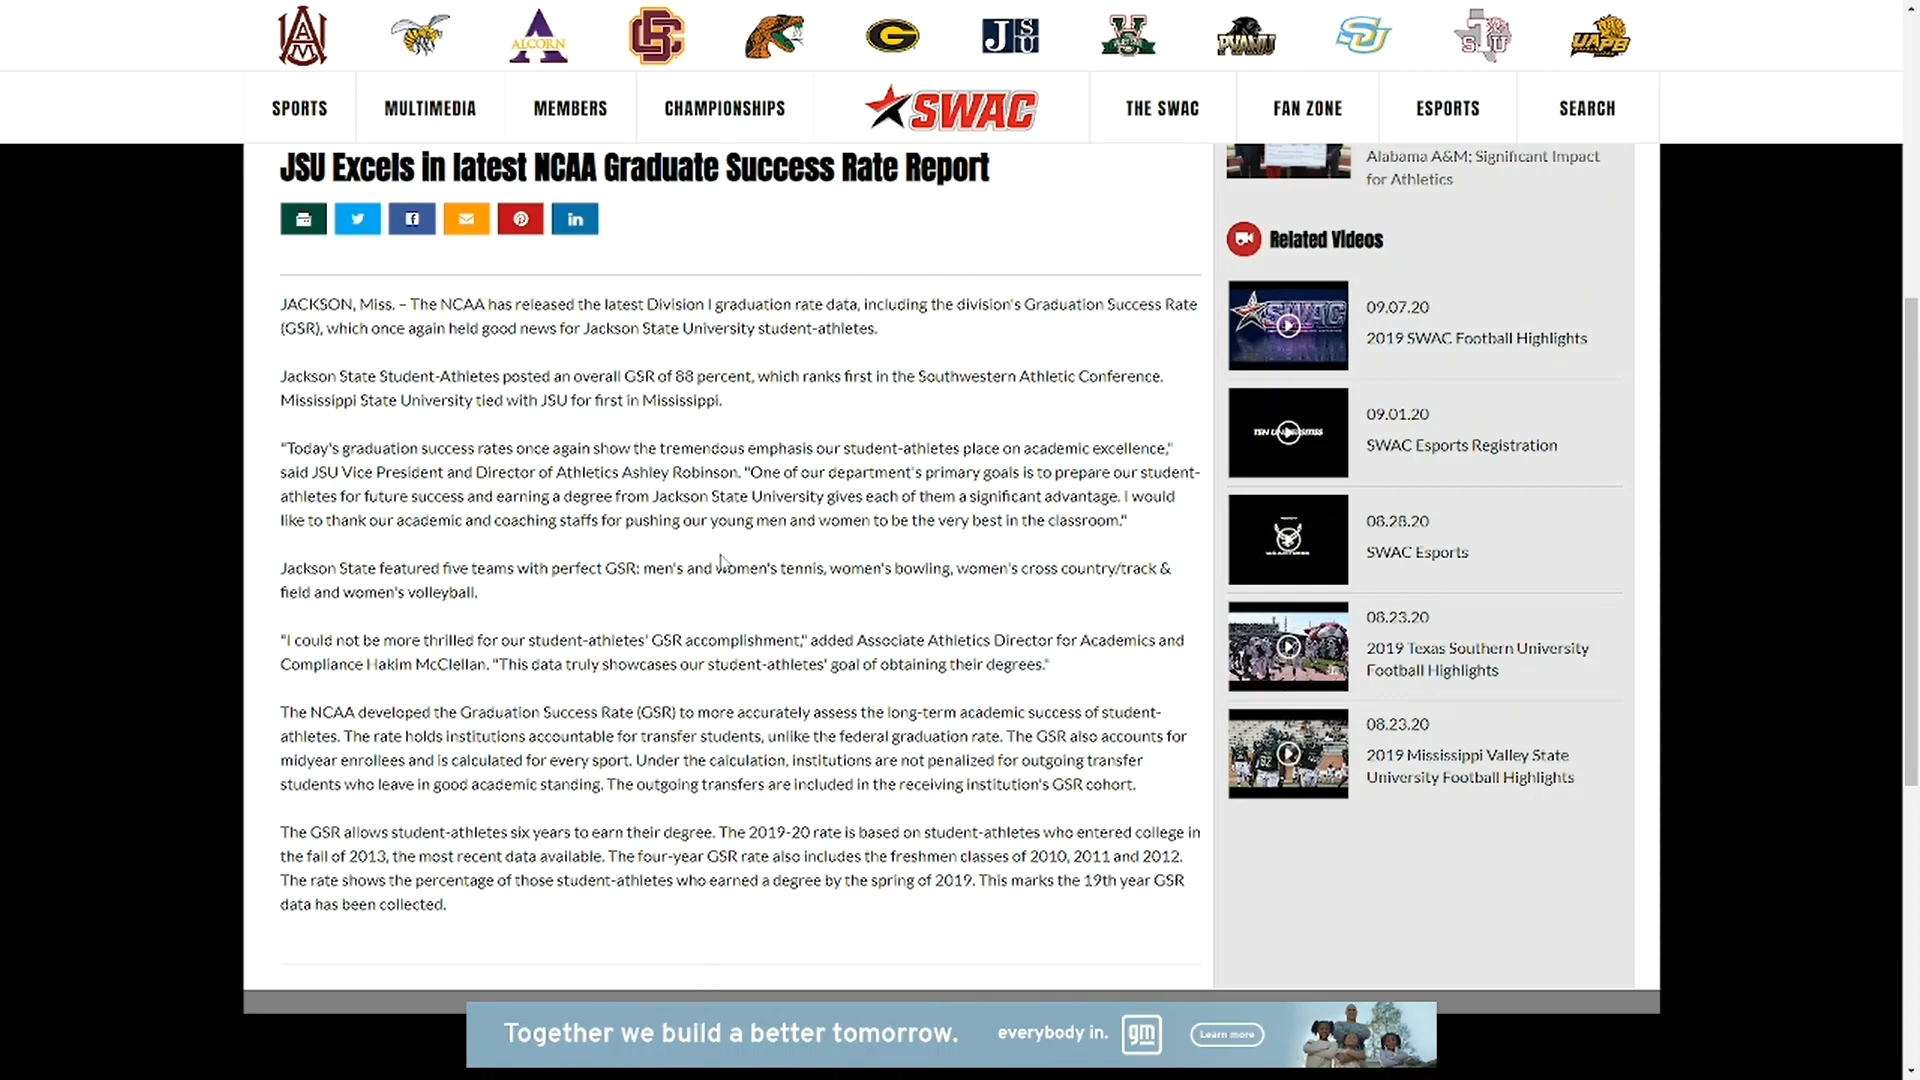 ALCORN
JSU
PVAMU
UAPB
SPORTS
MULTIMEDIA
MEMBERS
CHAMPIONSHIPS
SWAC
THE SWAC
FAN ZONE
ESPORTS
SEARCH
JSU Excels in latest NCAA Graduate Success Rate Report
JACKSON, Miss. – The NCAA has released the latest Division I graduation rate data, including the division's Graduation Success Rate
(GSR), which once again held good news for Jackson State University student-athletes.
Jackson State Student-Athletes posted an overall GSR of 88 percent, which ranks first in the Southwestern Athletic Conference.
Mississippi State University tied with JSU for first in Mississippi.
"Today's graduation success rates once again show the tremendous emphasis our student-athletes place on academic excellence,"
said JSU Vice President and Director of Athletics Ashley Robinson. "One of our department's primary goals is to prepare our student-
athletes for future success and earning a degree from Jackson State University gives each of them a significant advantage. I would
like to thank our academic and coaching staffs for pushing our young men and women to be the very best in the classroom."
Jackson State featured five teams with perfect GSR: men's and women's tennis, women's bowling, women's cross country/track &
field and women's volleyball.
"I could not be more thrilled for our student-athletes' GSR accomplishment," added Associate Athletics Director for Academics and
Compliance Hakim McClellan. "This data truly showcases our student-athletes' goal of obtaining their degrees."
The NCAA developed the Graduation Success Rate (GSR) to more accurately assess the long-term academic success of student-
athletes. The rate holds institutions accountable for transfer students, unlike the federal graduation rate. The GSR also accounts for
midyear enrollees and is calculated for every sport. Under the calculation, institutions are not penalized for outgoing transfer
students who leave in good academic standing. The outgoing transfers are included in the receiving institution's GSR cohort.
The GSR allows student-athletes six years to earn their degree. The 2019-20 rate is based on student-athletes who entered college in
the fall of 2013, the most recent data available. The four-year GSR rate also includes the freshmen classes of 2010, 2011 and 2012.
The rate shows the percentage of those student-athletes who earned a degree by the spring of 2019. This marks the 19th year GSR
data has been collected.
Alabama A&M; Significant Impact
for Athletics
Related Videos
SWAC
09.07.20
2019 SWAC Football Highlights
09.01.20
SWAC Esports Registration
08.28.20
SWAC Esports
08.23.20
2019 Texas Southern University
Football Highlights
08.23.20
2019 Mississippi Valley State
University Football Highlights
Together we build a better tomorrow.
everybody in.
gm
Learn more